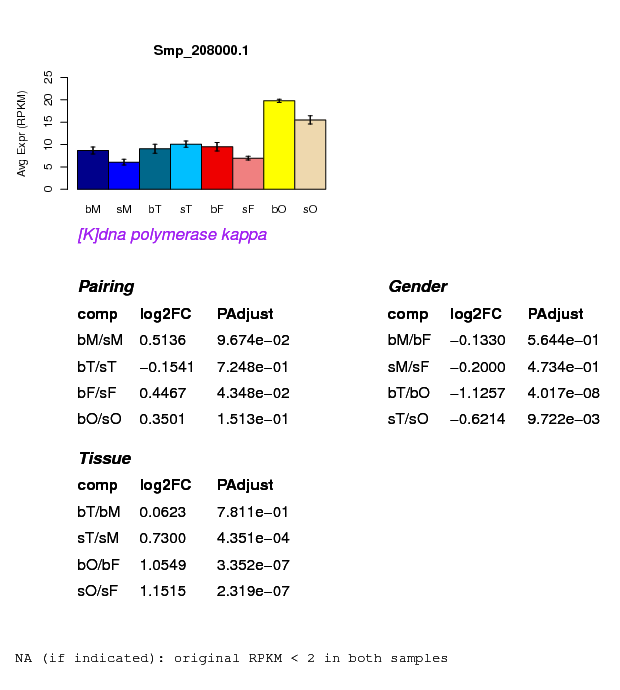 Smp_208000.1
Avg Expr (RPKM)
25
20
15
10
5
0
bM sM bT sT bF sF bO sO
[K]dna polymerase kappa
Pairing
comp log2FC PAdjust
bM/sM 0.5136 9.674e−02
bT/sT −0.1541 7.248e−01
bF/sF 0.4467 4.348e−02
bO/sO 0.3501 1.513e−01
Gender
comp log2FC PAdjust
bM/bF −0.1330 5.644e−01
sM/sF −0.2000 4.734e−01
bT/bO −1.1257 4.017e−08
sT/sO −0.6214 9.722e−03
Tissue
comp log2FC PAdjust
bT/bM 0.0623 7.811e−01
sT/sM 0.7300 4.351e−04
bO/bF 1.0549 3.352e−07
sO/sF 1.1515 2.319e−07
NA (if indicated): original RPKM < 2 in both samples